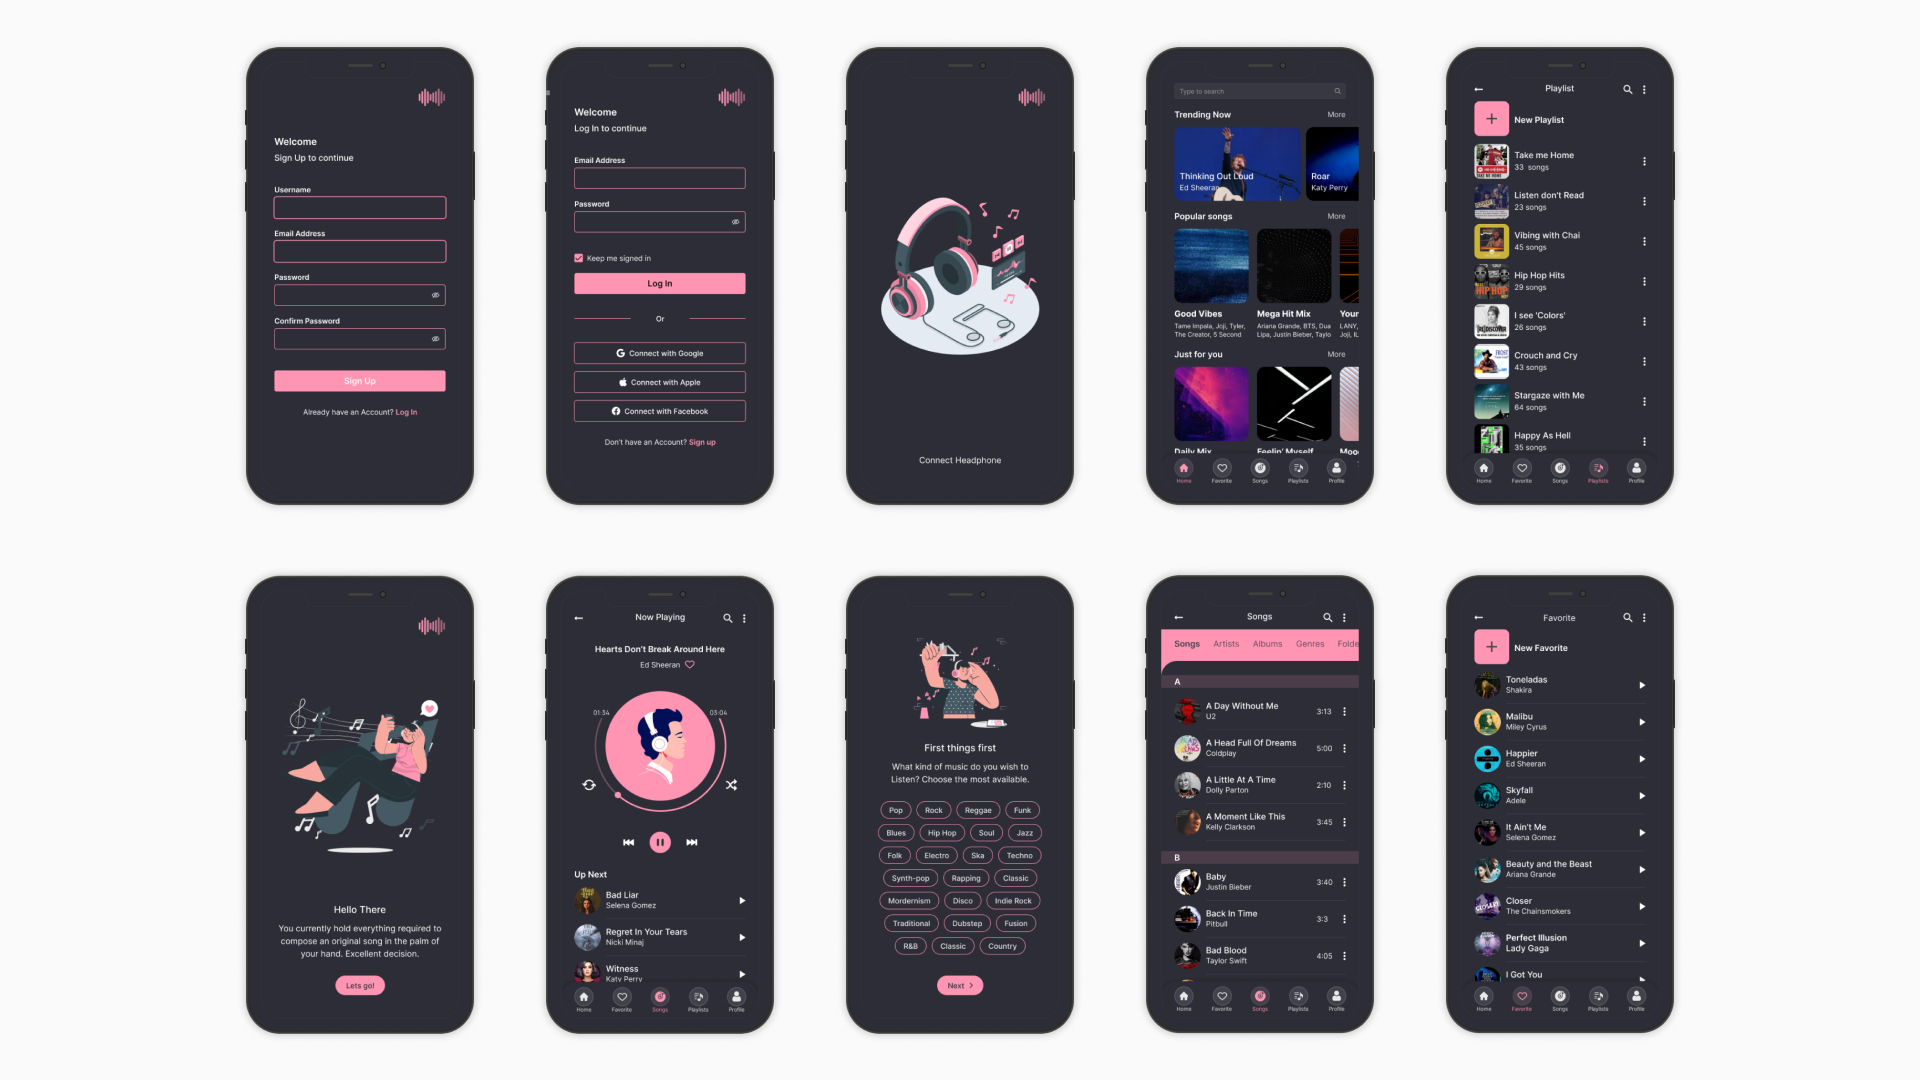 Welcome
Sign Up to continue
Username
Email Address
Password
Confirm Password
Sign Up
Already have an Account? Log In
Welcome
Log In to continue
Email Address
Password
Keep me signed in
Log In
Or
Connect with Google
Connect with Apple
Connect with Facebook
Don't have an Account? Sign up
Connect Headphone
Type to search
Trending Now More
Thinking Out Loud
Ed Sheeran
Roar
Katy Perry
Popular songs More
Good Vibes
Tame Impala, Joji, Tyler,
The Creator, 5 Second
Mega Hit Mix
Ariana Grande, BTS, Dua
Lipa, Justin Bieber, Taylo
Your
LANY,
Joji, IL
Just for you More
Daily Mix
Feelin' Myself
Moo
Home Favorite Songs Playlists Profile
Playlist
New Playlist
Take me Home
33 songs
Listen don't Read
23 songs
Vibing with Chai
45 songs
Hip Hop Hits
29 songs
I see 'Colors'
26 songs
Crouch and Cry
43 songs
Stargaze with Me
64 songs
Happy As Hell
35 songs
Home Favorite Songs Playlists Profile
Hello There
You currently hold everything required to
compose an original song in the palm of
your hand. Excellent decision.
Lets go!
Now Playing
Hearts Don't Break Around Here
Ed Sheeran
01:34 03:04
Up Next
Bad Liar
Selena Gomez
Regret In Your Tears
Nicki Minaj
Witness
Katy Perry
Home Favorite Songs Playlists Profile
First things first
What kind of music do you wish to
Listen? Choose the most available.
Pop Rock Reggae Funk
Blues Hip Hop Soul Jazz
Folk Electro Ska Techno
Synth-pop Rapping Classic
Mordernism Disco Indie Rock
Traditional Dubstep Fusion
R&B Classic Country
Next
Songs
Songs Artists Albums Genres Folde
A
A Day Without Me
U2
3:13
A Head Full Of Dreams
Coldplay
5:00
A Little At A Time
Dolly Parton
2:10
A Moment Like This
Kelly Clarkson
3:45
B
Baby
Justin Bieber
3:40
Back In Time
Pitbull
3:3
Bad Blood
Taylor Swift
4:05
Home Favorite Songs Playlists Profile
Favorite
New Favorite
Toneladas
Shakira
Malibu
Miley Cyrus
Happier
Ed Sheeran
Skyfall
Adele
It Ain't Me
Selena Gomez
Beauty and the Beast
Ariana Grande
Closer
The Chainsmokers
Perfect Illusion
Lady Gaga
I Got You
Home Favorite Songs Playlists Profile